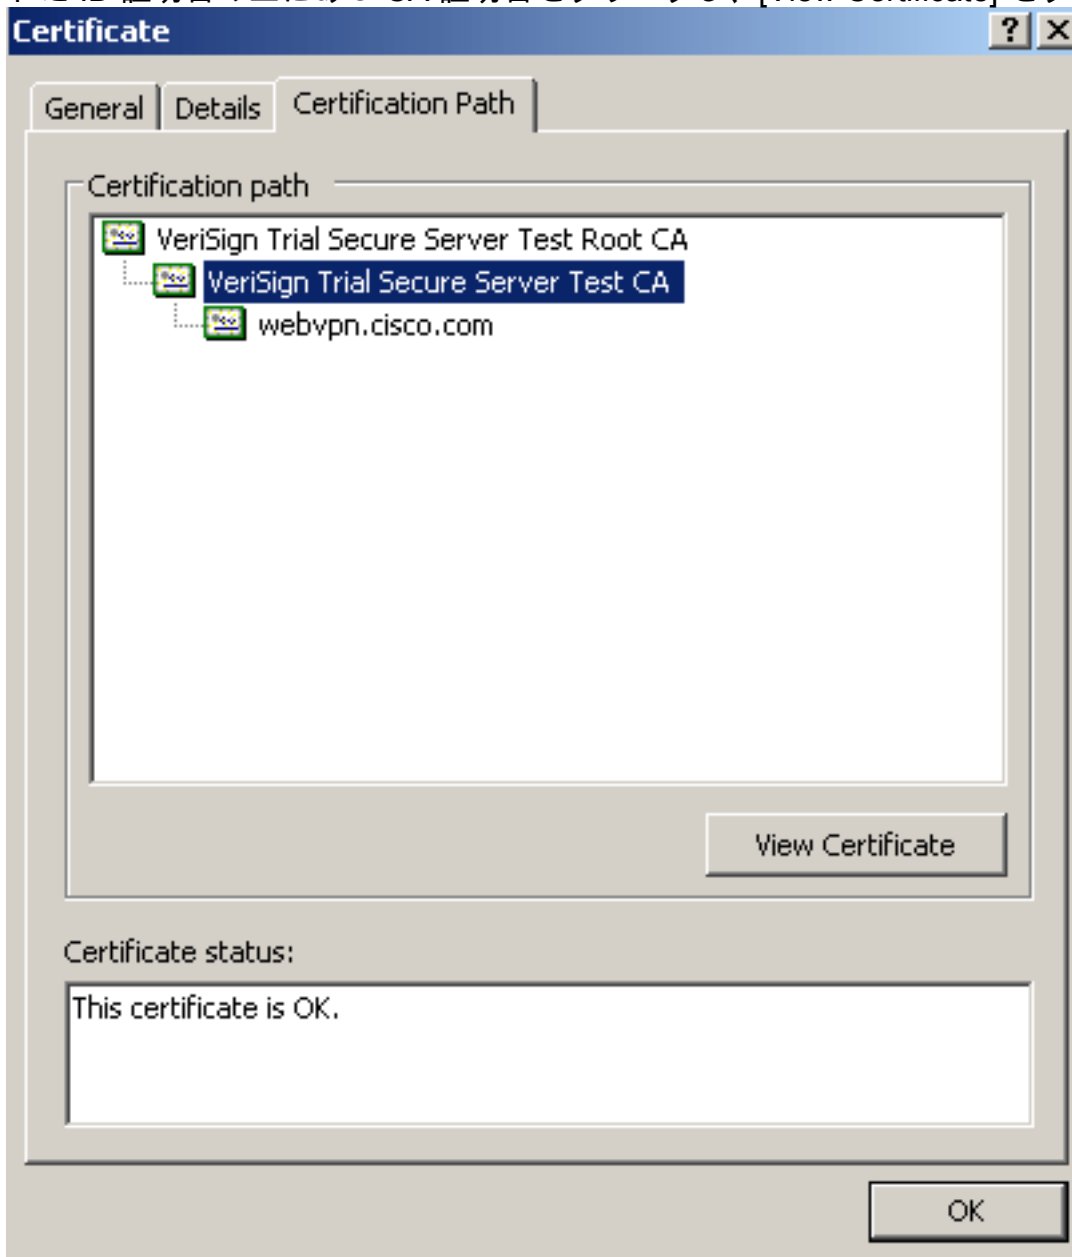 Certificate
General Details Certification Path
Certification path
VeriSign Trial Secure Server Test Root CA
VeriSign Trial Secure Server Test CA
webvpn.cisco.com
View Certificate
Certificate status:
This certificate is OK.
OK